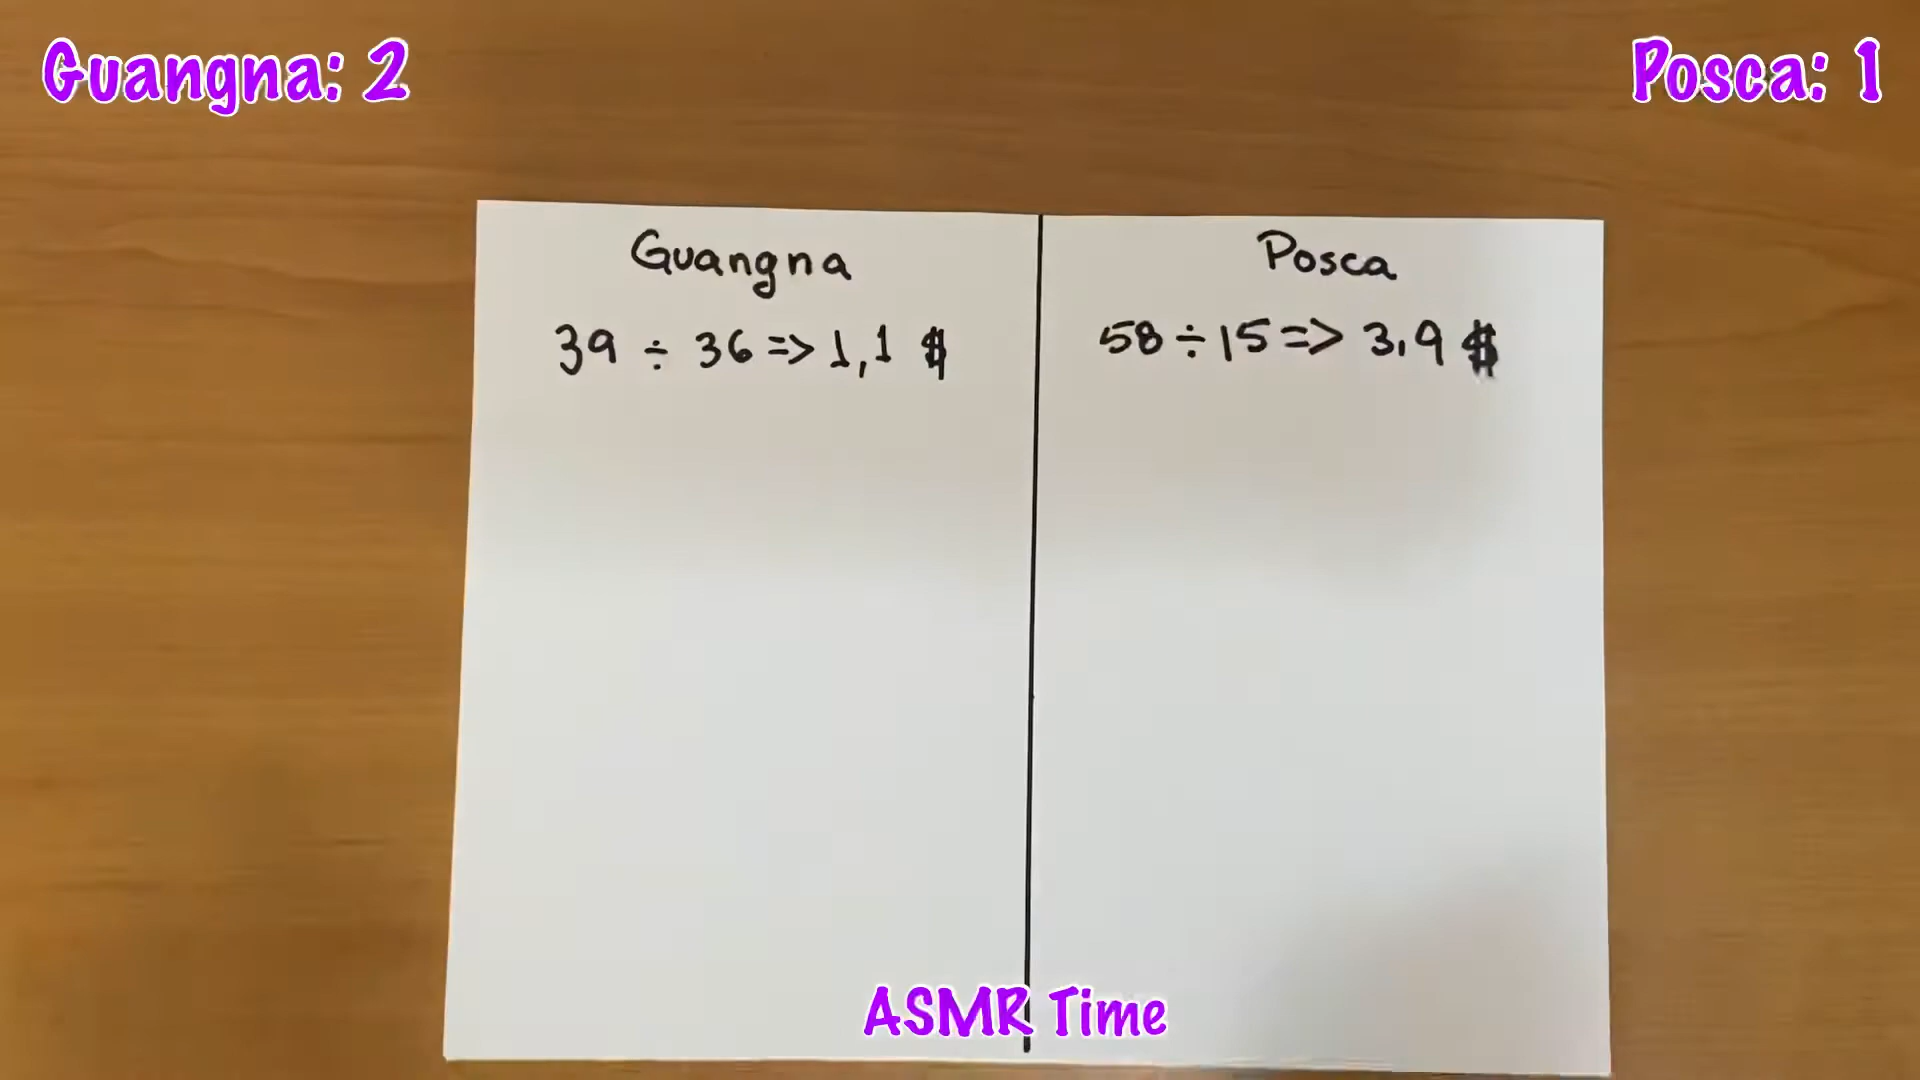 Guangna: 2
Posca: 1
Guangna
39 ÷ 36 => 1,1 $
Posca
58 ÷ 15 => 3,9 $
ASMR Time